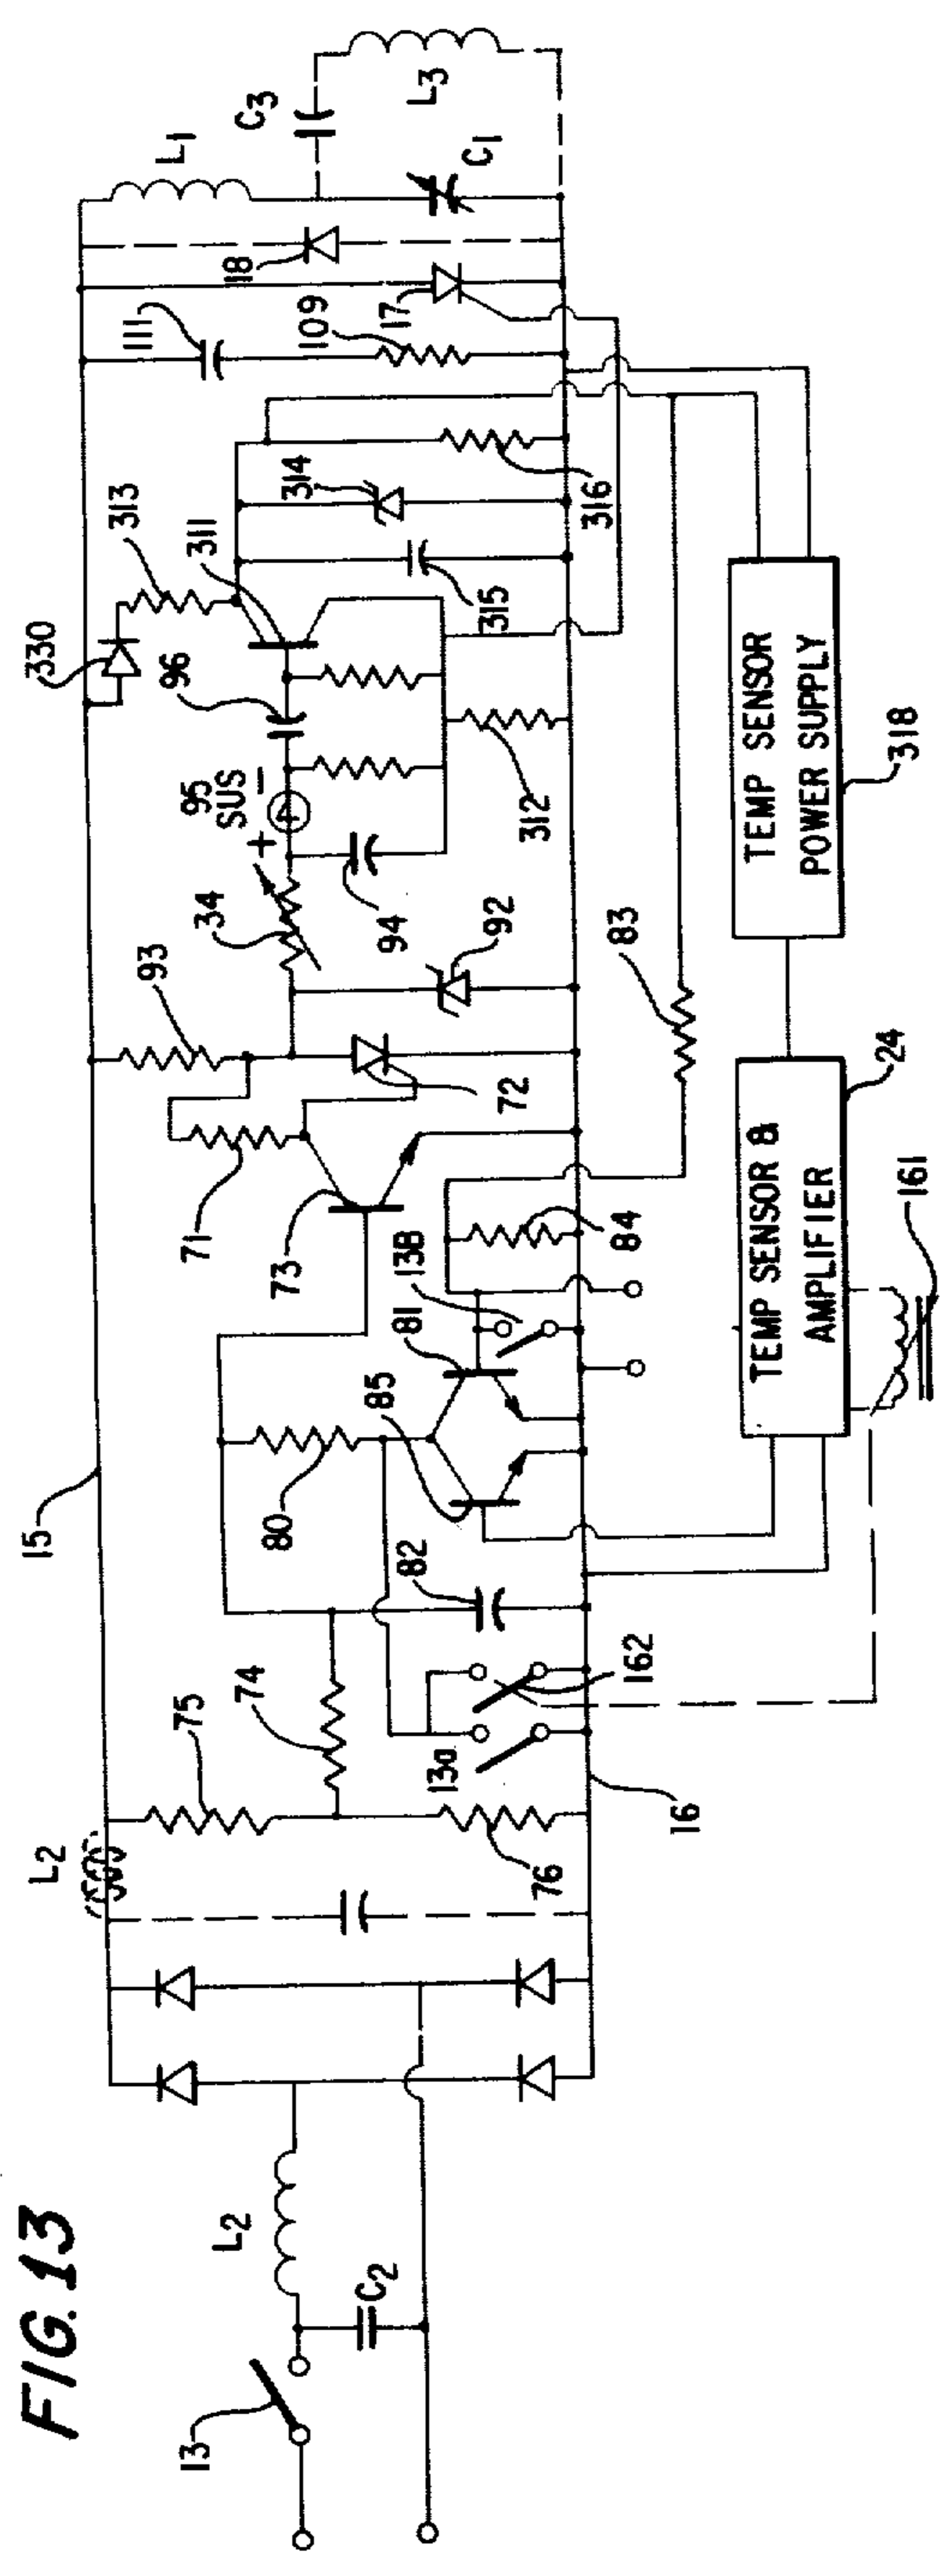 FIG. 13
13
L2
C2
L2
15
75
74
76
13a
162
16
82
80
85
81
13B
84
73
71
72
93
34
92
94
95
SUS
+
−
96
312
330
313
311
315
314
316
111
109
17
18
L1
C3
L3
C1
83
TEMP SENSOR &
AMPLIFIER
24
161
TEMP SENSOR
POWER SUPPLY
318